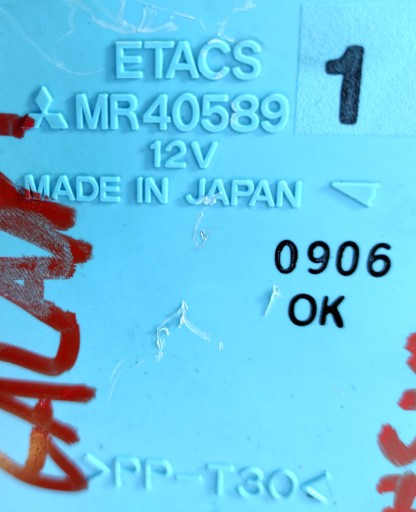 ETACS
1
MR40589
12V
MADE IN JAPAN
0906
OK
>PP-T30<